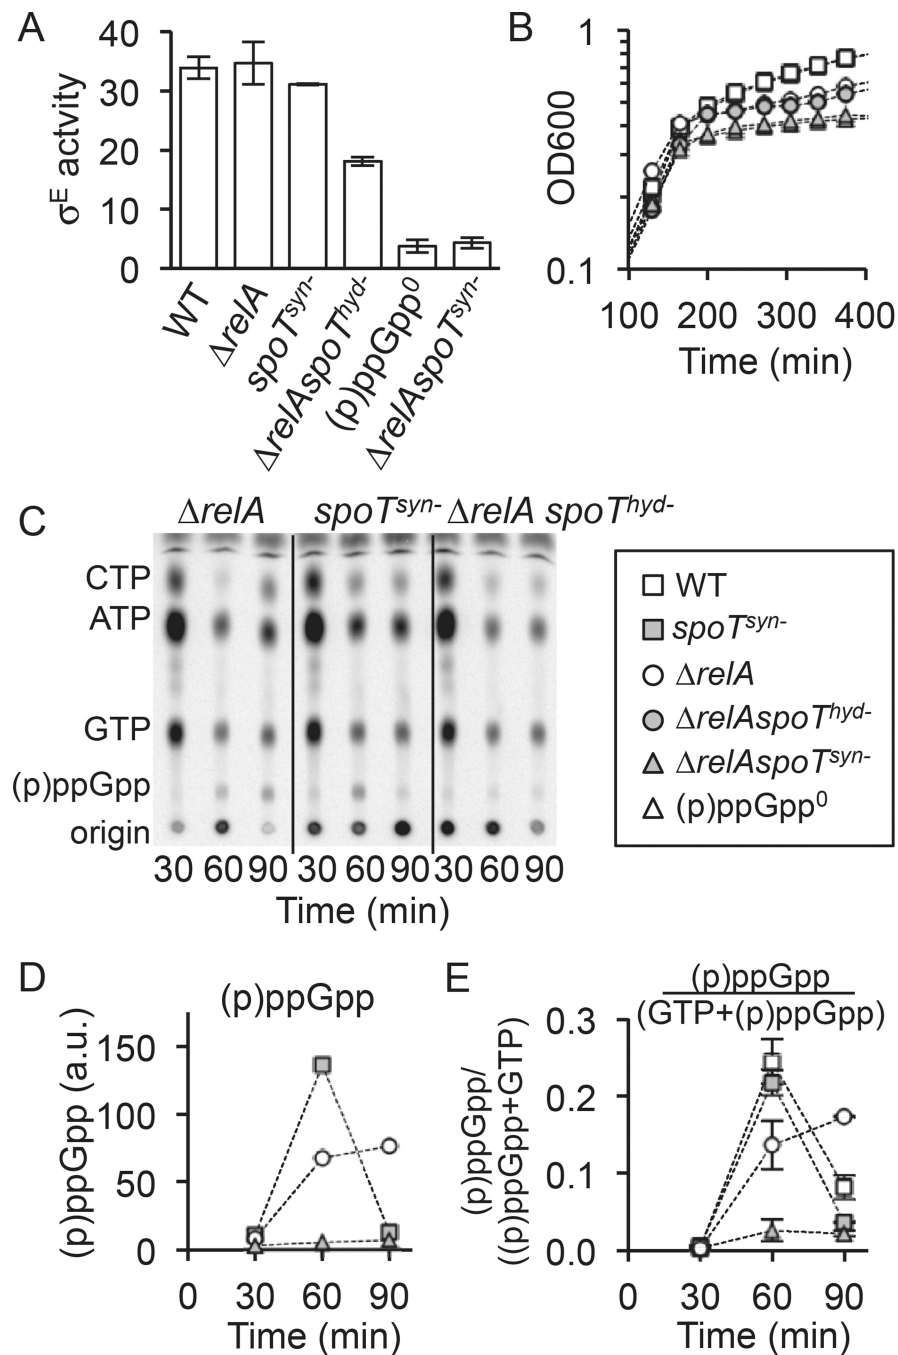 A
σE actvity
40
30
20
10
0
WT
ΔrelA
spoTsyn-
ΔrelAspoThyd-
(p)ppGpp0
ΔrelAspoTsyn-
B
OD600
1
0.1
100 200 300 400
Time (min)
C
ΔrelA spoTsyn- ΔrelA spoThyd-
CTP
ATP
GTP
(p)ppGpp
origin
30 60 90 30 60 90 30 60 90
Time (min)
WT
spoTsyn-
ΔrelA
ΔrelAspoThyd-
ΔrelAspoTsyn-
(p)ppGpp0
D
(p)ppGpp
(p)ppGpp (a.u.)
150
100
50
0
0 30 60 90
Time (min)
E
(p)ppGpp
(GTP+(p)ppGpp)
(p)ppGpp/
((p)ppGpp+GTP)
0.3
0.2
0.1
0.0
0 30 60 90
Time (min)